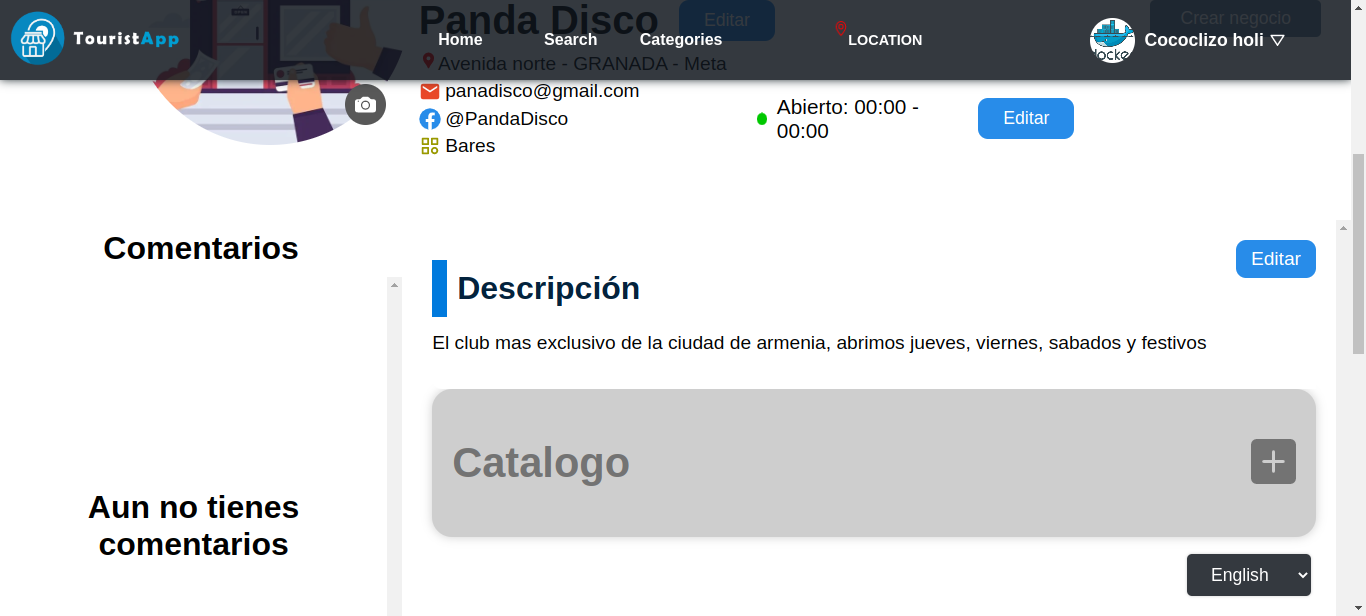 Panda Disco
Editar
Crear negocio
TouristApp
Home
Search
Categories
LOCATION
docke
Cococlizo holi
Avenida norte - GRANADA - Meta
panadisco@gmail.com
@PandaDisco
Bares
Abierto: 00:00 -
00:00
Editar
Comentarios
Aun no tienes
comentarios
Editar
Descripción
El club mas exclusivo de la ciudad de armenia, abrimos jueves, viernes, sabados y festivos
Catalogo
English